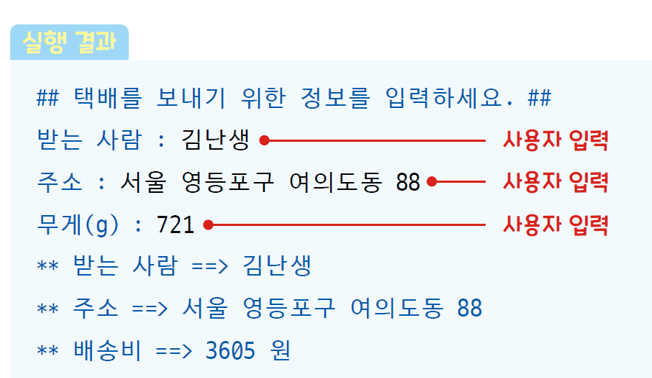 실행 결과
## 택배를 보내기 위한 정보를 입력하세요. ##
받는 사람 : 김난생 사용자 입력
주소 : 서울 영등포구 여의도동 88 사용자 입력
무게(g) : 721 사용자 입력
** 받는 사람 ==> 김난생
** 주소 ==> 서울 영등포구 여의도동 88
** 배송비 ==> 3605 원